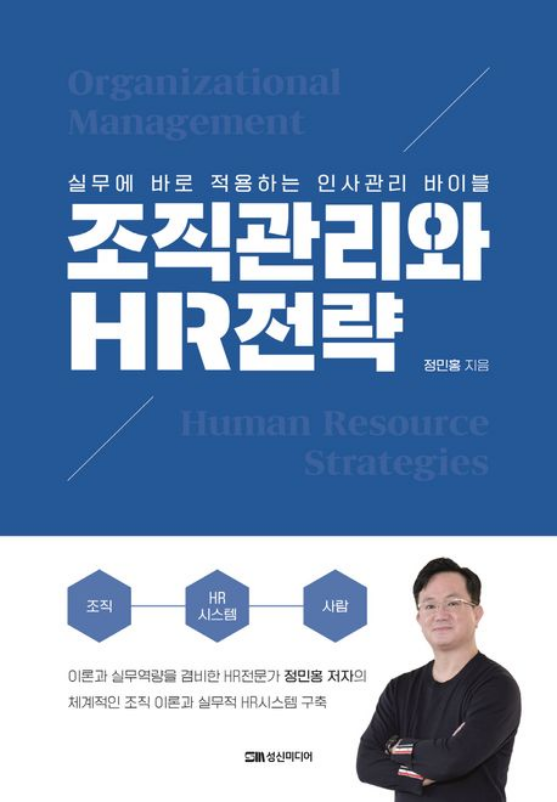 Organizational
Management
실무에 바로 적용하는 인사관리 바이블
조직관리와
HR전략
정민홍 지음
Human Resource
Strategies
조직
HR
시스템
사람
이론과 실무역량을 겸비한 HR전문가 정민홍 저자의
체계적인 조직 이론과 실무적 HR시스템 구축
SM 성신미디어